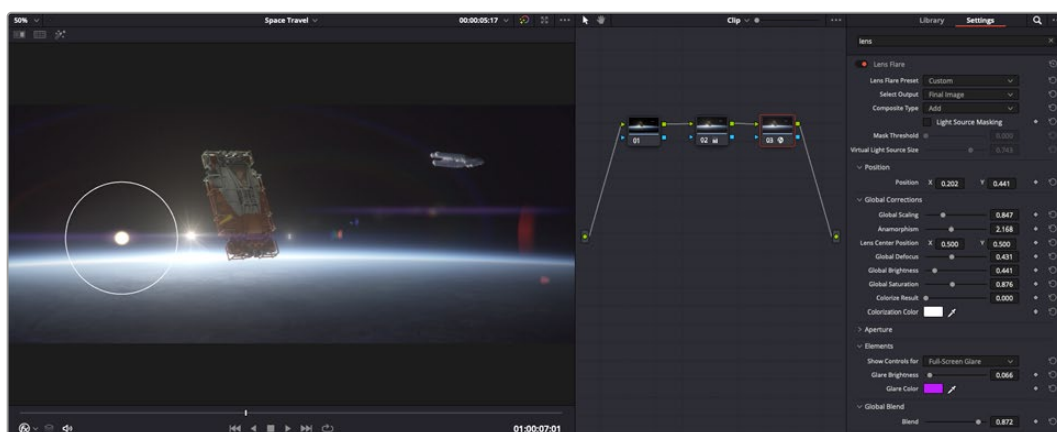 50%
Space Travel
00:00:05:17
Clip
Library
Settings
lens
Lens Flare
Lens Flare Preset Custom
Select Output Final Image
Composite Type Add
Light Source Masking
Mask Threshold 0.000
Virtual Light Source Size 0.743
Position
Position X 0.202 Y 0.441
Global Corrections
Global Scaling 0.847
Anamorphism 2.168
Lens Center Position X 0.500 Y 0.500
Global Defocus 0.431
Global Brightness 0.441
Global Saturation 0.876
Colorize Result 0.000
Colorization Color
Aperture
Elements
Show Controls for Full-Screen Glare
Glare Brightness 0.066
Glare Color
Global Blend
Blend 0.872
01
02
03
01:00:07:01